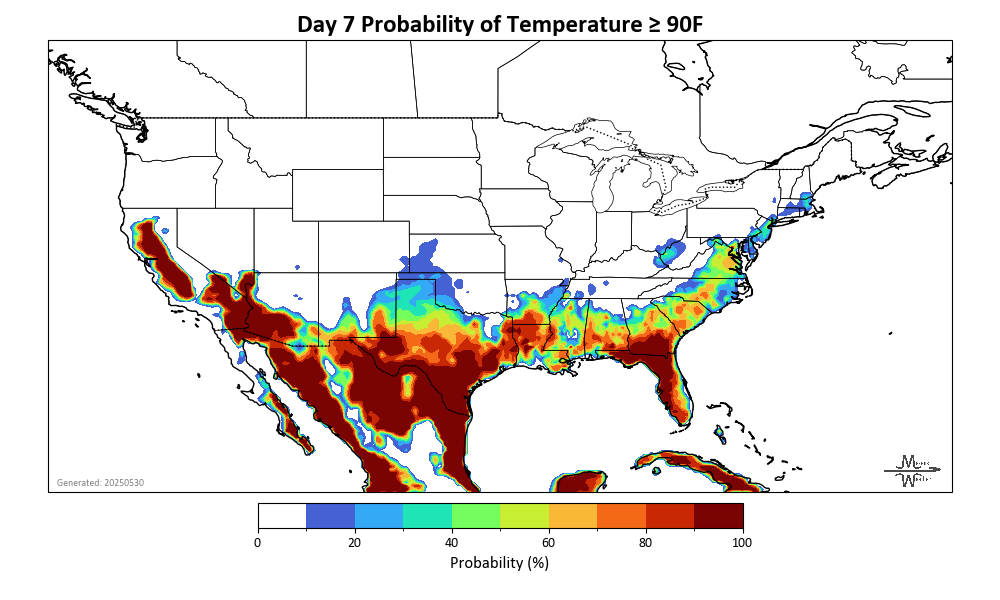 Day 7 Probability of Temperature ≥ 90F
Generated: 20250530
0 20 40 60 80 100
Probability (%)